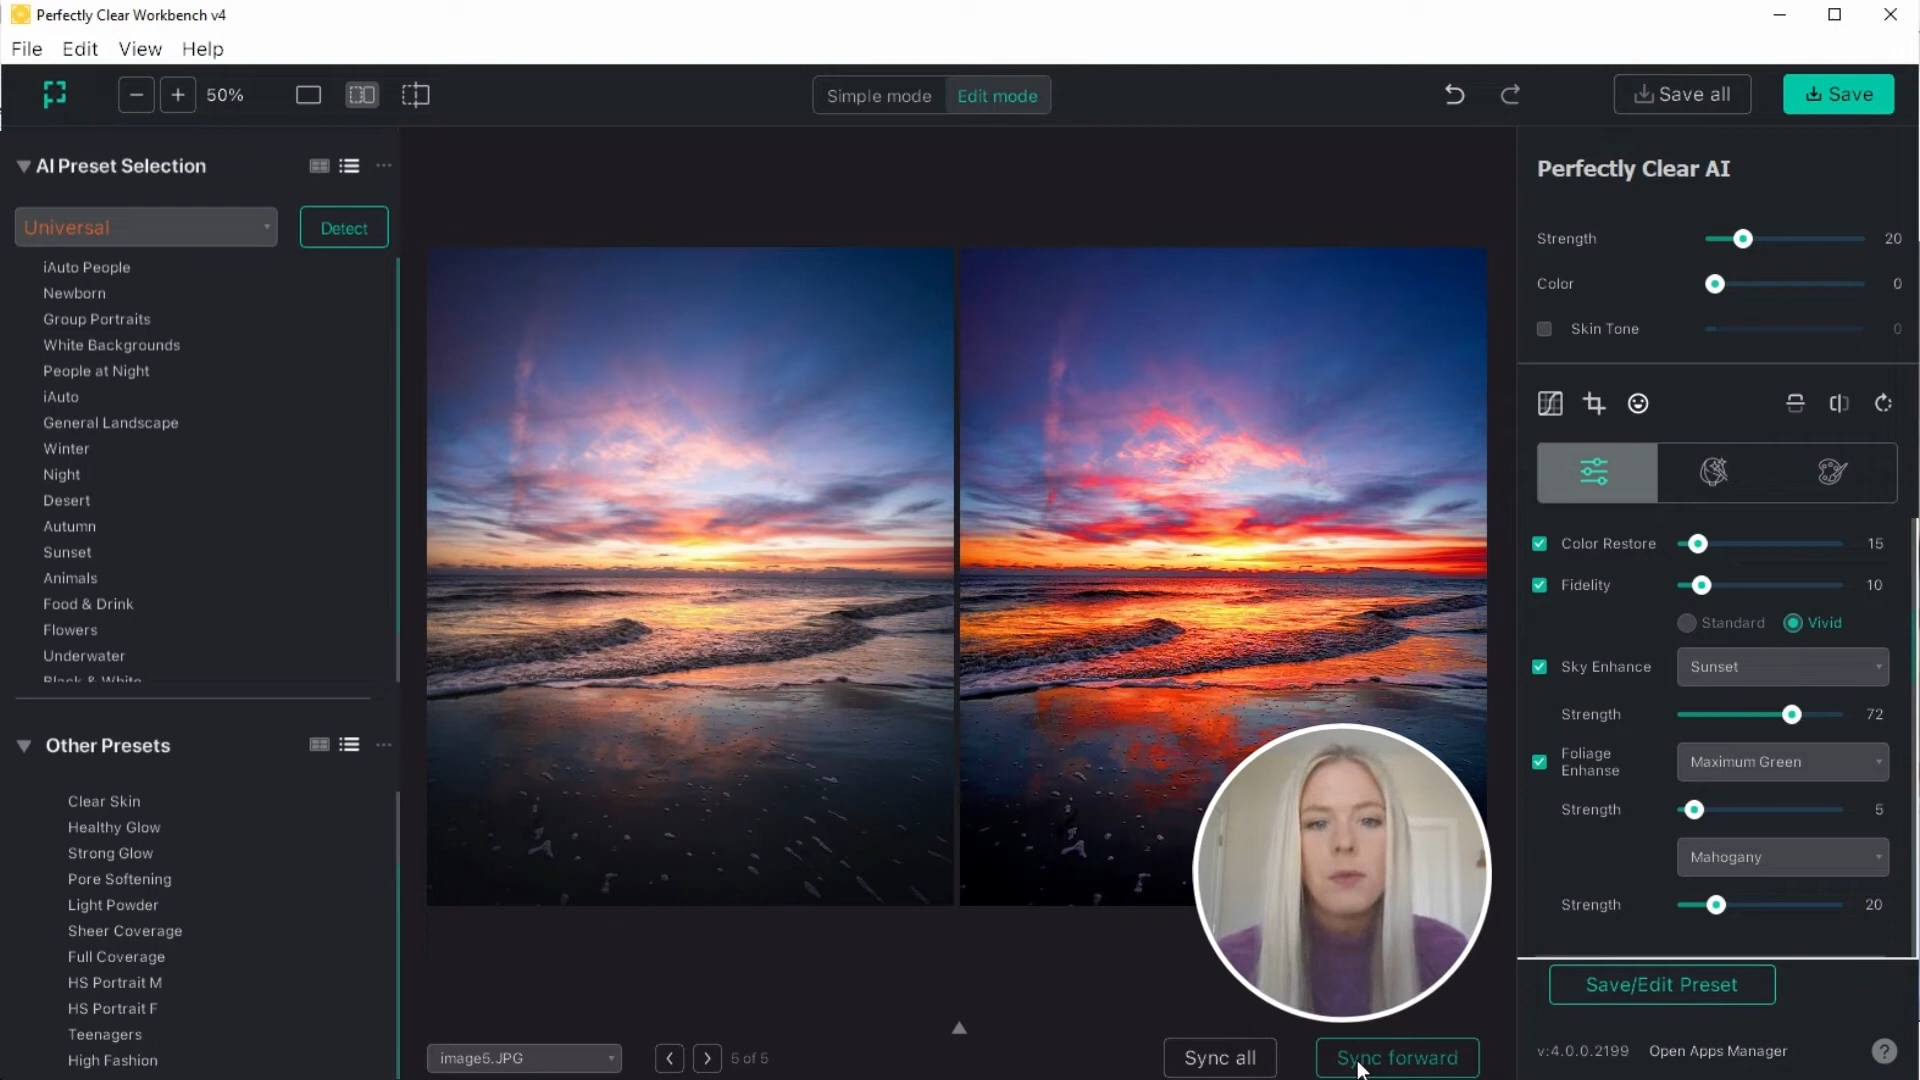 Perfectly Clear Workbench v4
File Edit View Help
50%
Simple mode Edit mode
Save all Save
AI Preset Selection
Universal Detect
iAuto People
Newborn
Group Portraits
White Backgrounds
People at Night
iAuto
General Landscape
Winter
Night
Desert
Autumn
Sunset
Animals
Food & Drink
Flowers
Underwater
Black & White
Other Presets
Clear Skin
Healthy Glow
Strong Glow
Pore Softening
Light Powder
Sheer Coverage
Full Coverage
HS Portrait M
HS Portrait F
Teenagers
High Fashion
image5.JPG 5 of 5
Sync all Sync forward
Perfectly Clear AI
Strength 20
Color 0
Skin Tone 0
Color Restore 15
Fidelity 10
Standard Vivid
Sky Enhance Sunset
Strength 72
Foliage
Enhanse
Maximum Green
Strength 5
Mahogany
Strength 20
Save/Edit Preset
v:4.0.0.2199 Open Apps Manager ?